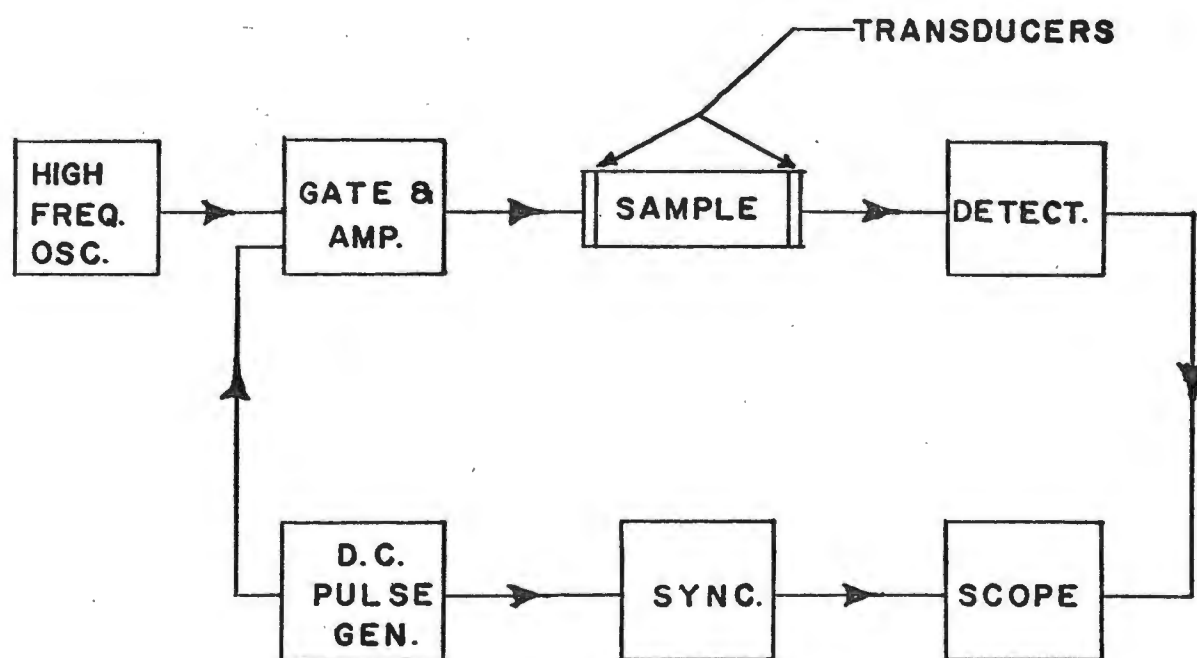 TRANSDUCERS
HIGH
FREQ.
OSC.
GATE &
AMP.
SAMPLE
DETECT.
D.C.
PULSE
GEN.
SYNC.
SCOPE